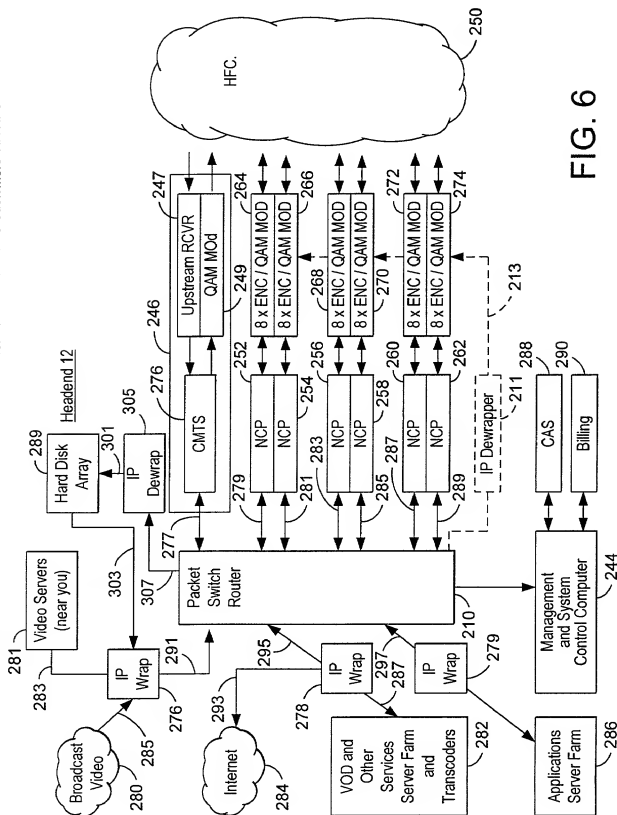 Headend 12
Broadcast
Video
280
285
281
283
Video Servers
(near you)
IP
Wrap
276
303
291
289
Hard Disk
Array
301
IP
Dewrap
305
307
246
276
CMTS
277
247
Upstream RCVR
QAM MOd
249
HFC.
250
Internet
284
293
278
IP
Wrap
295
Packet
Switch
Router
210
279
281
252
NCP
NCP
254
264
8 x ENC / QAM MOD
8 x ENC / QAM MOD
266
283
285
256
NCP
NCP
258
268
8 x ENC / QAM MOD
8 x ENC / QAM MOD
270
287
289
260
NCP
NCP
262
272
8 x ENC / QAM MOD
8 x ENC / QAM MOD
274
297
287
IP
Wrap
279
VOD and
Other
Services
Server Farm
and
Transcoders
282
Applications
Server Farm
286
IP Dewrapper
211
213
Management
and System
Control Computer
244
CAS
288
Billing
290
FIG. 6